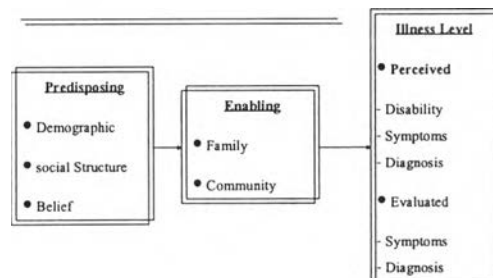 Predisposing
● Demographic
● social Structure
● Belief
Enabling
● Family
● Community
Illness Level
● Perceived
- Disability
- Symptoms
- Diagnosis
● Evaluated
- Symptoms
- Diagnosis